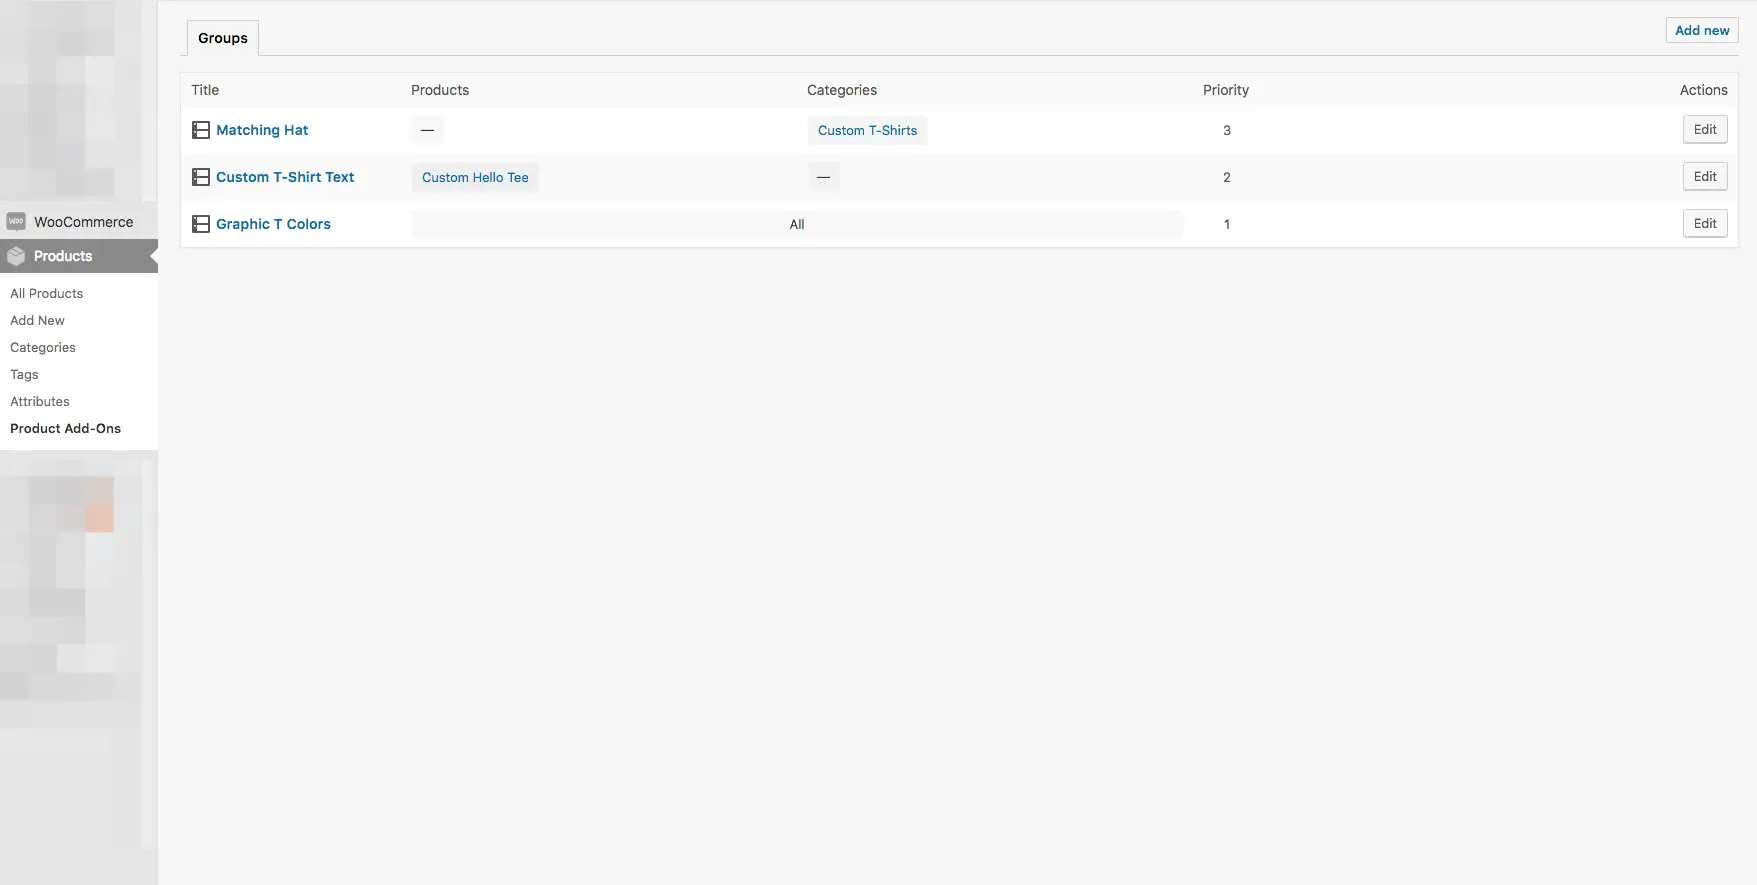 Groups
Add new
Title Products Categories Priority Actions
Matching Hat — Custom T-Shirts 3 Edit
Custom T-Shirt Text Custom Hello Tee — 2 Edit
Graphic T Colors All 1 Edit
WOO WooCommerce
Products
All Products
Add New
Categories
Tags
Attributes
Product Add-Ons